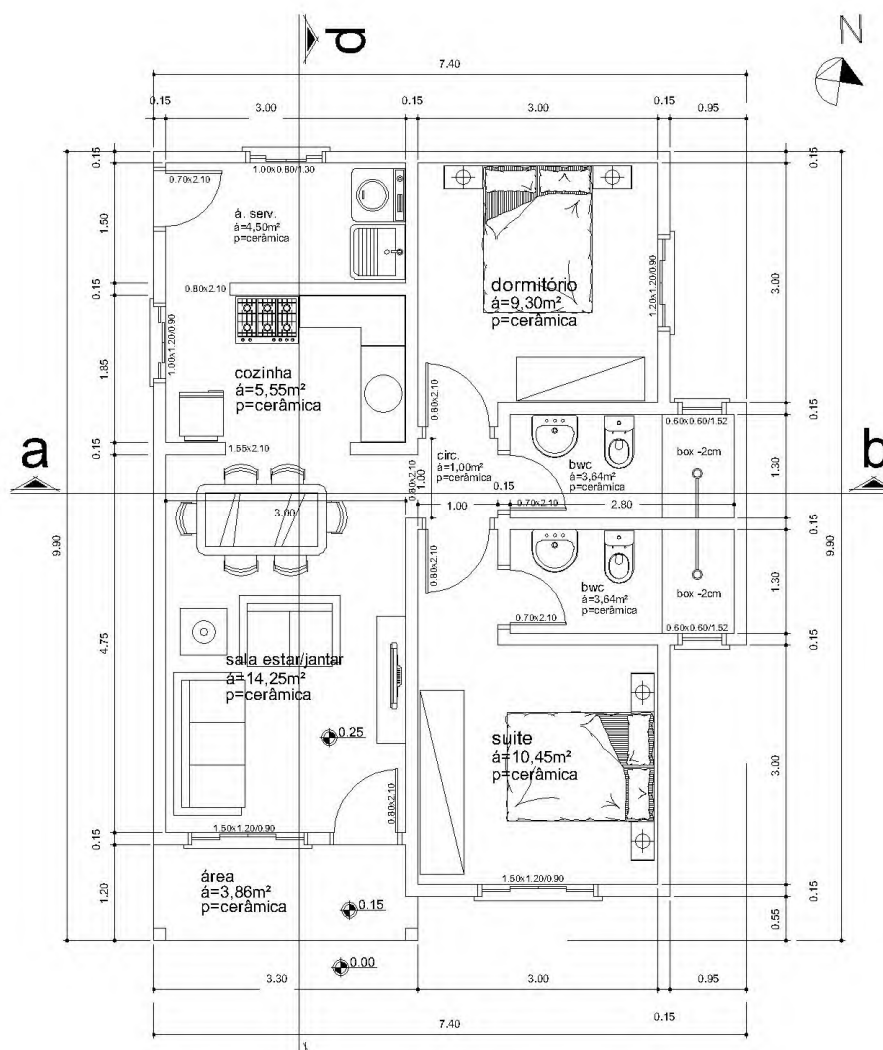 p
N
7.40
0.15
3.00
0.15
3.00
0.15
0.95
0.15
1.00x0.80/1.30
0.15
0.70x2.10
1.50
á. serv.
á=4,50m²
p=cerâmica
dormitório
á=9,30m²
p=cerâmica
1.20x1.20/0.90
3.00
0.15
0.80x2.10
1.00x1.20/0.90
1.85
cozinha
á=5,55m²
p=cerâmica
0.80x2.10
0.15
0.60x0.60/1.52
0.15
1.55x2.10
a
circ.
á=1,00m²
p=cerâmica
0.80x2.10
1.00
bwc
á=3,64m²
p=cerâmica
box -2cm
1.30
b
0.15
3.00
1.00
0.70x2.10
2.80
9.90
0.15
9.90
0.80x2.10
bwc
á=3,64m²
p=cerâmica
box -2cm
1.30
0.70x2.10
0.60x0.60/1.52
0.15
4.75
sala estar/jantar
á=14,25m²
p=cerâmica
0.25
suite
á=10,45m²
p=cerâmica
3.00
0.80x2.10
0.15
1.50x1.20/0.90
área
á=3,86m²
p=cerâmica
1.20
0.15
1.50x1.20/0.90
0.15
0.55
0.00
3.30
3.00
0.95
0.15
7.40